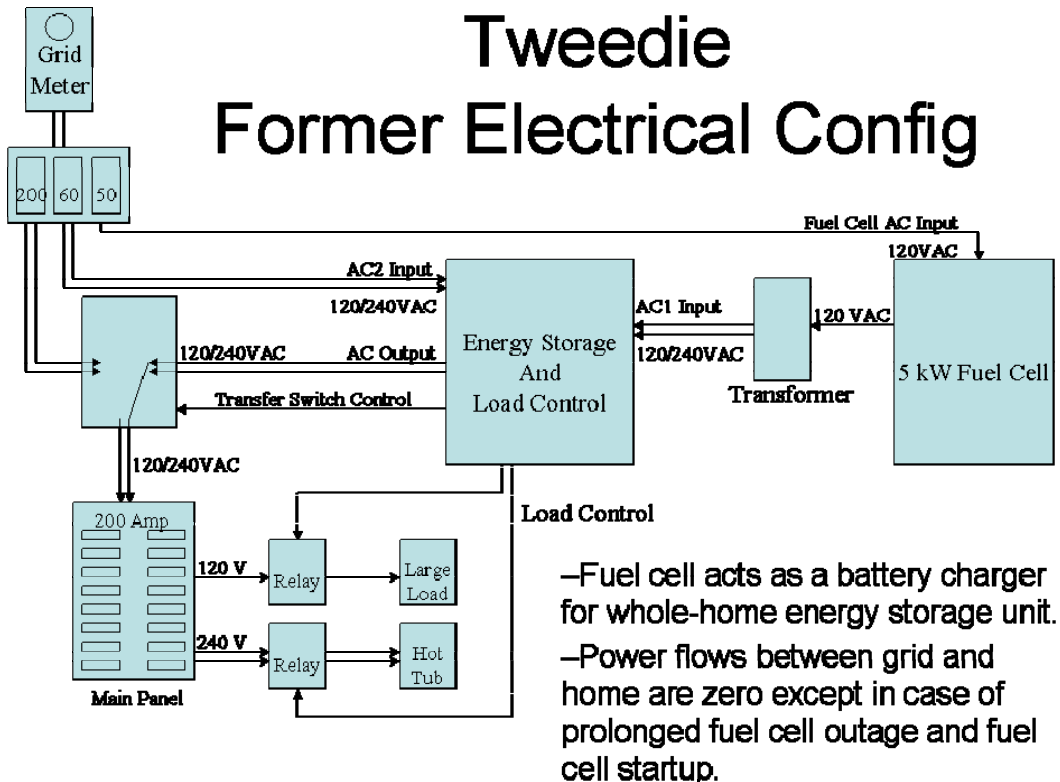 Tweedie
Former Electrical Config
Grid
Meter
200
60
50
Fuel Cell AC Input
120VAC
AC2 Input
120/240VAC
AC1 Input
120/240VAC
120 VAC
Energy Storage
And
Load Control
Transformer
5 kW Fuel Cell
120/240VAC
AC Output
Transfer Switch Control
120/240VAC
200 Amp
Load Control
120 V
Relay
Large
Load
240 V
Relay
Hot
Tub
Main Panel
–Fuel cell acts as a battery charger
for whole-home energy storage unit.
–Power flows between grid and
home are zero except in case of
prolonged fuel cell outage and fuel
cell startup.